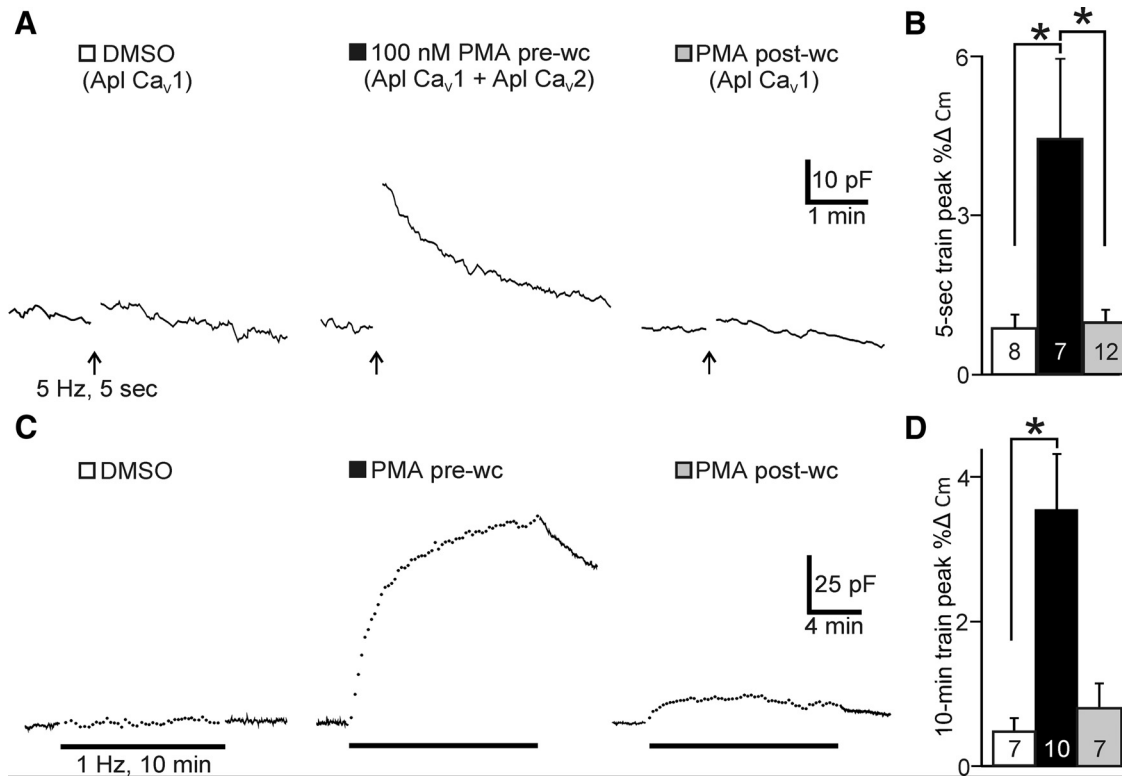 A
DMSO
(Apl Cav1)
100 nM PMA pre-wc
(Apl Cav1 + Apl Cav2)
PMA post-wc
(Apl Cav1)
10 pF
1 min
5 Hz, 5 sec
B
*
*
5-sec train peak %Δ Cm
6
3
0
8
7
12
C
DMSO
PMA pre-wc
PMA post-wc
25 pF
4 min
1 Hz, 10 min
D
*
10-min train peak %Δ Cm
4
2
0
7
10
7